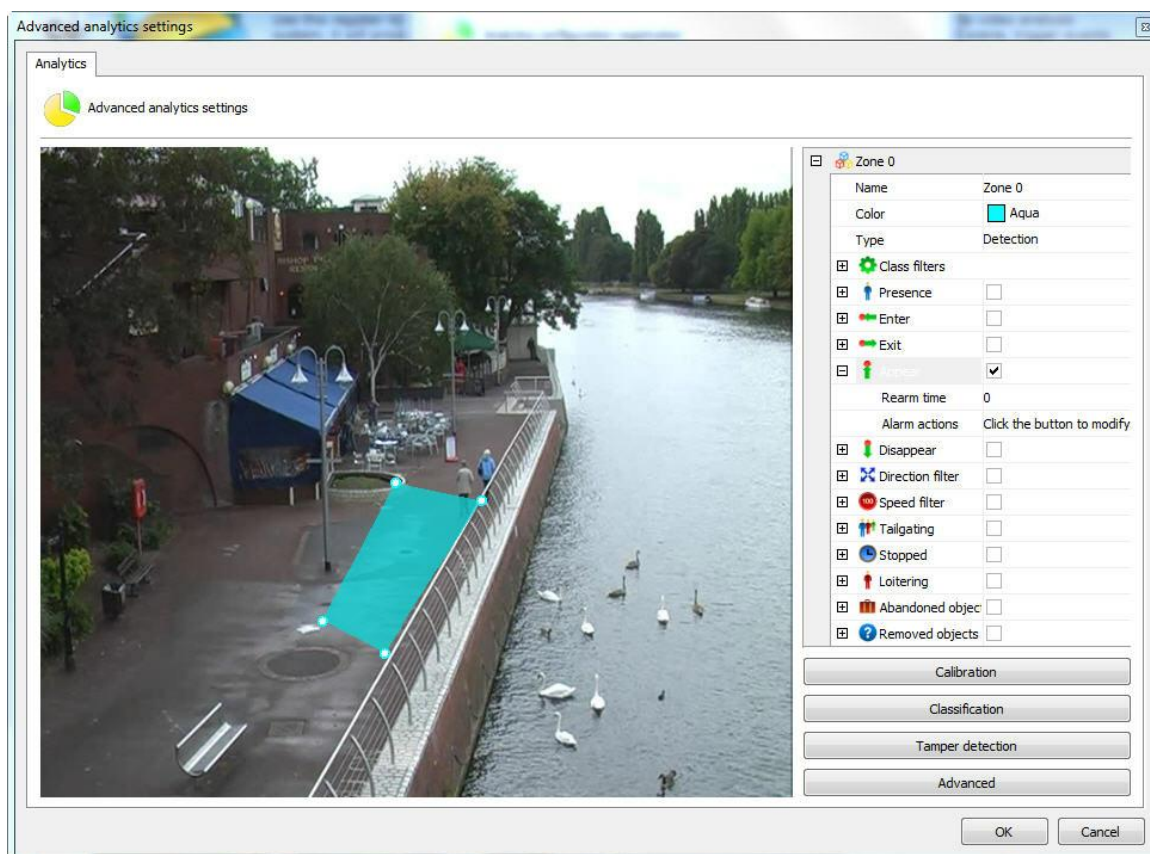 Advanced analytics settings
Analytics
Advanced analytics settings
Zone 0
Name Zone 0
Color Aqua
Type Detection
Class filters
Presence
Enter
Exit
Appear
Rearm time 0
Alarm actions Click the button to modify
Disappear
Direction filter
100 Speed filter
Tailgating
Stopped
Loitering
Abandoned objec
Removed objects
Calibration
Classification
Tamper detection
Advanced
OK Cancel